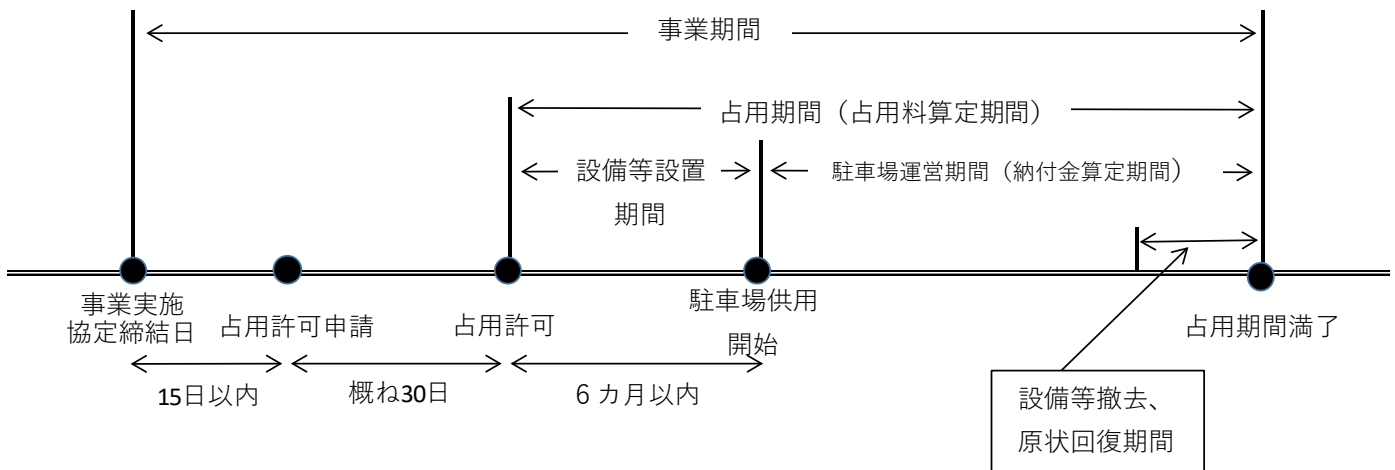 事業期間
占用期間（占用料算定期間）
設備等設置
期間
駐車場運営期間（納付金算定期間）
事業実施
協定締結日
占用許可申請
占用許可
駐車場供用
開始
占用期間満了
15日以内
概ね30日
６カ月以内
設備等撤去、
原状回復期間